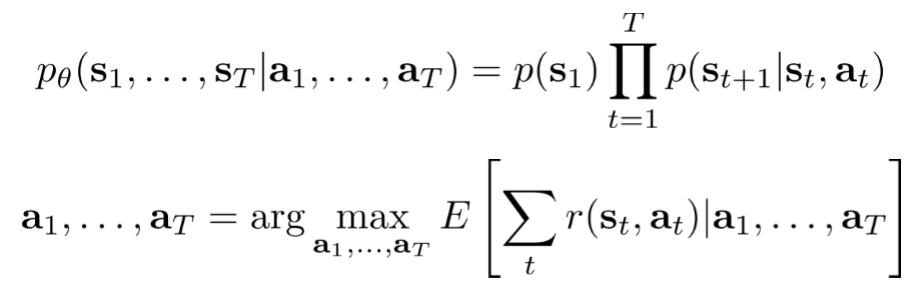 p_θ(s_1, . . . , s_T|a_1, . . . , a_T) = p(s_1) ∏_{t=1}^{T} p(s_{t+1}|s_t, a_t)
a_1, . . . , a_T = arg max_{a_1,...,a_T} E [∑_t r(s_t, a_t)|a_1, . . . , a_T]